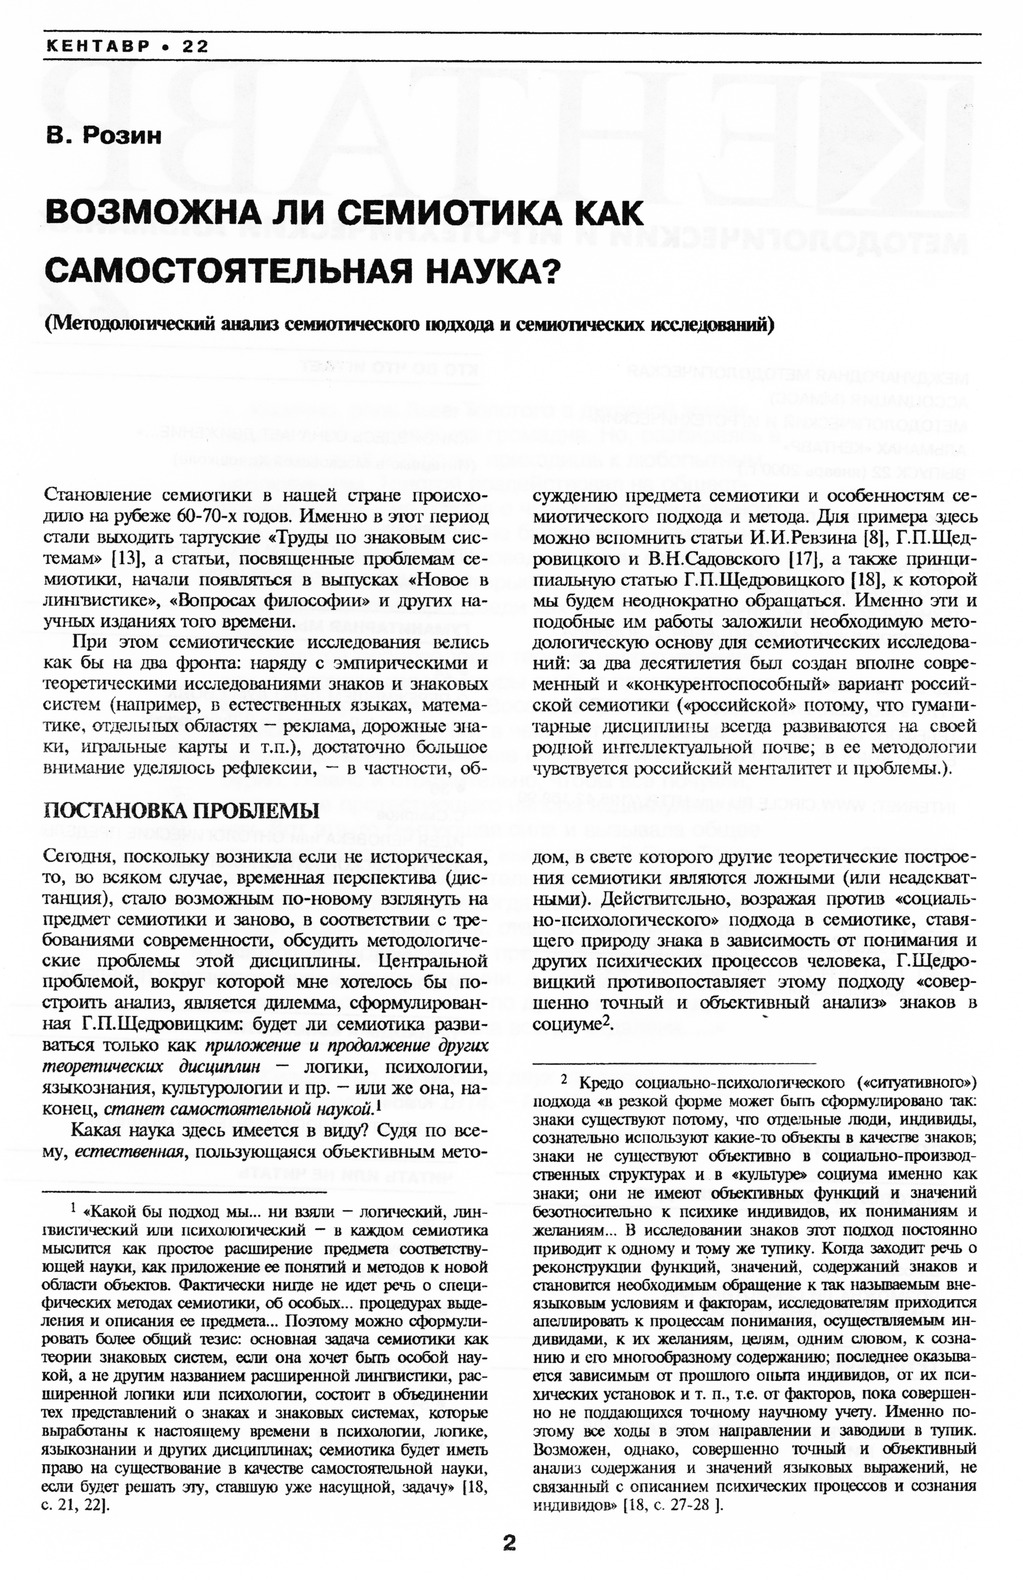 КЕНТАВР • 22
В. Розин
ВОЗМОЖНА ЛИ СЕМИОТИКА КАК
САМОСТОЯТЕЛЬНАЯ НАУКА?
(Методологический анализ семиотического подхода и семиотических исследований)
Становление семиотики в нашей стране происхо-
дило на рубеже 60-70-х годов. Именно в этот период
стали выходить тартуские «Труды по знаковым сис-
темам» [13], а статьи, посвященные проблемам се-
миотики, начали появляться в выпусках «Новое в
лингвистике», «Вопросах философии» и других на-
учных изданиях того времени.
При этом семиотические исследования велись
как бы на два фронта: наряду с эмпирическими и
теоретическими исследованиями знаков и знаковых
систем (например, в естественных языках, матема-
тике, отдельных областях — реклама, дорожные зна-
ки, игральные карты и т.п.), достаточно большое
внимание уделялось рефлексии, — в частности, об-
суждению предмета семиотики и особенностям се-
миотического подхода и метода. Для примера здесь
можно вспомнить статьи И.И.Ревзина [8], Г.П.Щед-
ровицкого и В.Н.Садовского [17], а также принци-
пиальную статью Г.П.Щедровицкого [18], к которой
мы будем неоднократно обращаться. Именно эти и
подобные им работы заложили необходимую мето-
дологическую основу для семиотических исследова-
ний: за два десятилетия был создан вполне совре-
менный и «конкурентоспособный» вариант россий-
ской семиотики («российской» потому, что гумани-
тарные дисциплины всегда развиваются на своей
родной интеллектуальной почве; в ее методологии
чувствуется российский менталитет и проблемы.).
ПОСТАНОВКА ПРОБЛЕМЫ
Сегодня, поскольку возникла если не историческая,
то, во всяком случае, временная перспектива (дис-
танция), стало возможным по-новому взглянуть на
предмет семиотики и заново, в соответствии с тре-
бованиями современности, обсудить методологиче-
ские проблемы этой дисциплины. Центральной
проблемой, вокруг которой мне хотелось бы по-
строить анализ, является дилемма, сформулирован-
ная Г.П.Щедровицким: будет ли семиотика разви-
ваться только как приложение и продолжение других
теоретических дисциплин — логики, психологии,
языкознания, культурологии и пр. — или же она, на-
конец, станет самостоятельной наукой.1
Какая наука здесь имеется в виду? Судя по все-
му, естественная, пользующаяся объективным мето-
1 «Какой бы подход мы... ни взяли — логический, лин-
гвистический или психологический — в каждом семиотика
мыслится как простое расширение предмета соответству-
ющей науки, как приложение ее понятий и методов к новой
области объектов. Фактически нигде не идет речь о специ-
фических методах семиотики, об особых... процедурах выде-
ления и описания ее предмета... Поэтому можно сформули-
ровать более общий тезис: основная задача семиотики как
теории знаковых систем, если она хочет быть особой нау-
кой, а не другим названием расширенной лингвистики, рас-
ширенной логики или психологии, состоит в объединении
тех представлений о знаках и знаковых системах, которые
выработаны к настоящему времени в психологии, логике,
языкознании и других дисциплинах; семиотика будет иметь
право на существование в качестве самостоятельной науки,
если будет решать эту, ставшую уже насущной, задачу» [18,
с. 21, 22].
дом, в свете которого другие теоретические построе-
ния семиотики являются ложными (или неадекват-
ными). Действительно, возражая против «социаль-
но-психологического» подхода в семиотике, ставя-
щего природу знака в зависимость от понимания и
других психических процессов человека, Г.Щедро-
вицкий противопоставляет этому подходу «совер-
шенно точный и объективный анализ» знаков в
социуме2.
2 Кредо социально-психологического («ситуативного»)
подхода «в резкой форме может быть сформулировано так:
знаки существуют потому, что отдельные люди, индивиды,
сознательно используют какие-то объекты в качестве знаков;
знаки не существуют объективно в социально-производ-
ственных структурах и в «культуре» социума именно как
знаки; они не имеют объективных функций и значений
безотносительно к психике индивидов, их пониманиям и
желаниям... В исследовании знаков этот подход постоянно
приводит к одному и тому же тупику. Когда заходит речь о
реконструкции функций, значений, содержаний знаков и
становится необходимым обращение к так называемым вне-
языковым условиям и факторам, исследователям приходится
апеллировать к процессам понимания, осуществляемым ин-
дивидами, к их желаниям, целям, одним словом, к созна-
нию и его многообразному содержанию; последнее оказыва-
ется зависимым от прошлого опыта индивидов, от их пси-
хических установок и т. п., т.е. от факторов, пока совершен-
но не поддающихся точному научному учету. Именно по-
этому все ходы в этом направлении и заводили в тупик.
Возможен, однако, совершенно точный и объективный
анализ содержания и значений языковых выражений, не
связанный с описанием психических процессов и сознания
индивидов» [18, с. 27-28 ].
2